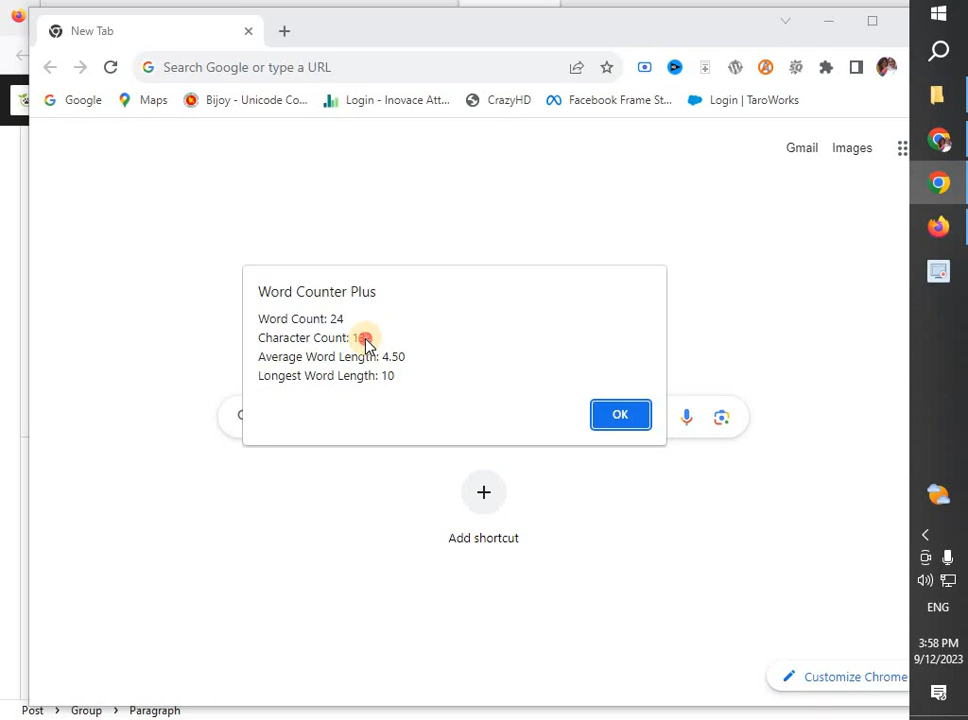 New Tab
Search Google or type a URL
Google
Maps
Bijoy - Unicode Co...
Login - Inovace Att...
CrazyHD
Facebook Frame St...
Login | TaroWorks
Gmail
Images
Word Counter Plus
Word Count: 24
Character Count:
Average Word Length: 4.50
Longest Word Length: 10
OK
Add shortcut
ENG
3:58 PM
9/12/2023
Customize Chrome
Post > Group > Paragraph